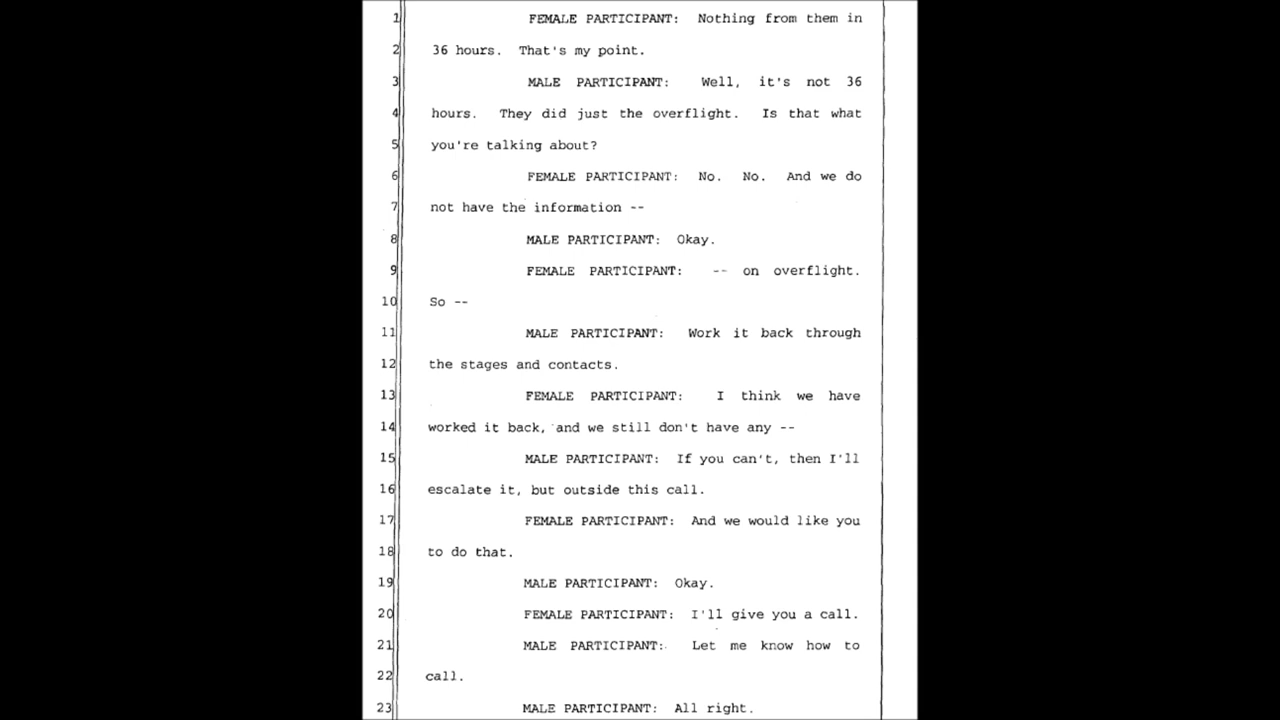 1 FEMALE PARTICIPANT: Nothing from them in
2 36 hours. That's my point.
3 MALE PARTICIPANT: Well, it's not 36
4 hours. They did just the overflight. Is that what
5 you're talking about?
6 FEMALE PARTICIPANT: No. No. And we do
7 not have the information --
8 MALE PARTICIPANT: Okay.
9 FEMALE PARTICIPANT: -- on overflight.
10 So --
11 MALE PARTICIPANT: Work it back through
12 the stages and contacts.
13 FEMALE PARTICIPANT: I think we have
14 worked it back, and we still don't have any --
15 MALE PARTICIPANT: If you can't, then I'll
16 escalate it, but outside this call.
17 FEMALE PARTICIPANT: And we would like you
18 to do that.
19 MALE PARTICIPANT: Okay.
20 FEMALE PARTICIPANT: I'll give you a call.
21 MALE PARTICIPANT: Let me know how to
22 call.
23 MALE PARTICIPANT: All right.